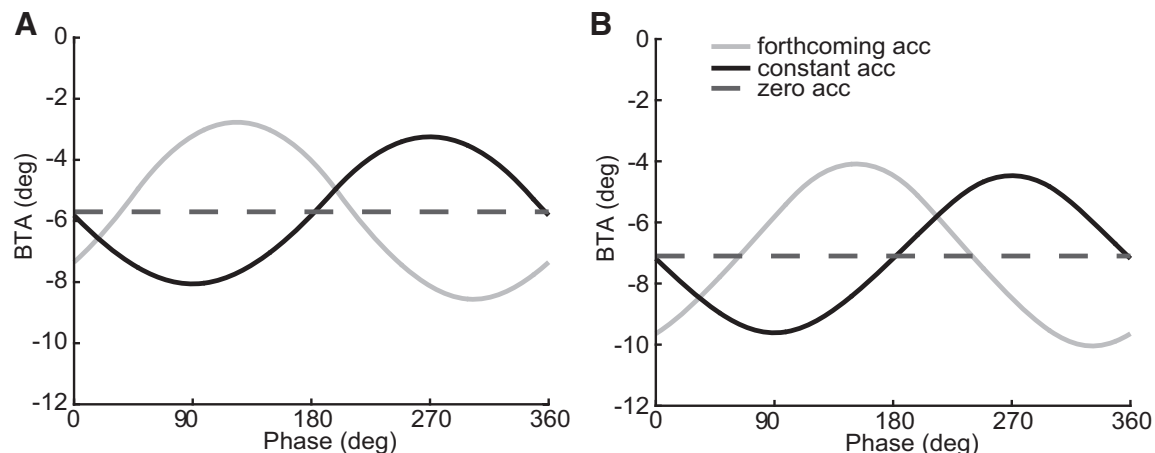 A
0
-2
-4
-6
-8
-10
-12
BTA (deg)
0 90 180 270 360
Phase (deg)
B
forthcoming acc
constant acc
zero acc
0
-2
-4
-6
-8
-10
-12
BTA (deg)
0 90 180 270 360
Phase (deg)